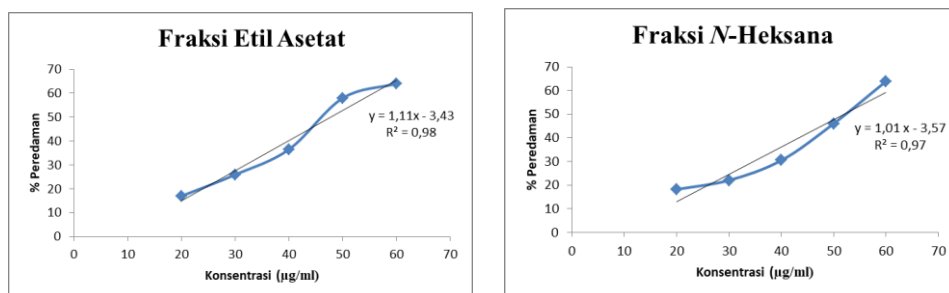 Fraksi Etil Asetat
70
60
50
40
30
20
10
0
% Peredaman
y = 1,11x - 3,43
R² = 0,98
0 10 20 30 40 50 60 70
Konsentrasi (µg/ml)
Fraksi N-Heksana
70
60
50
40
30
20
10
0
% Peredaman
y = 1,01 x - 3,57
R² = 0,97
0 10 20 30 40 50 60 70
Konsentrasi (µg/ml)